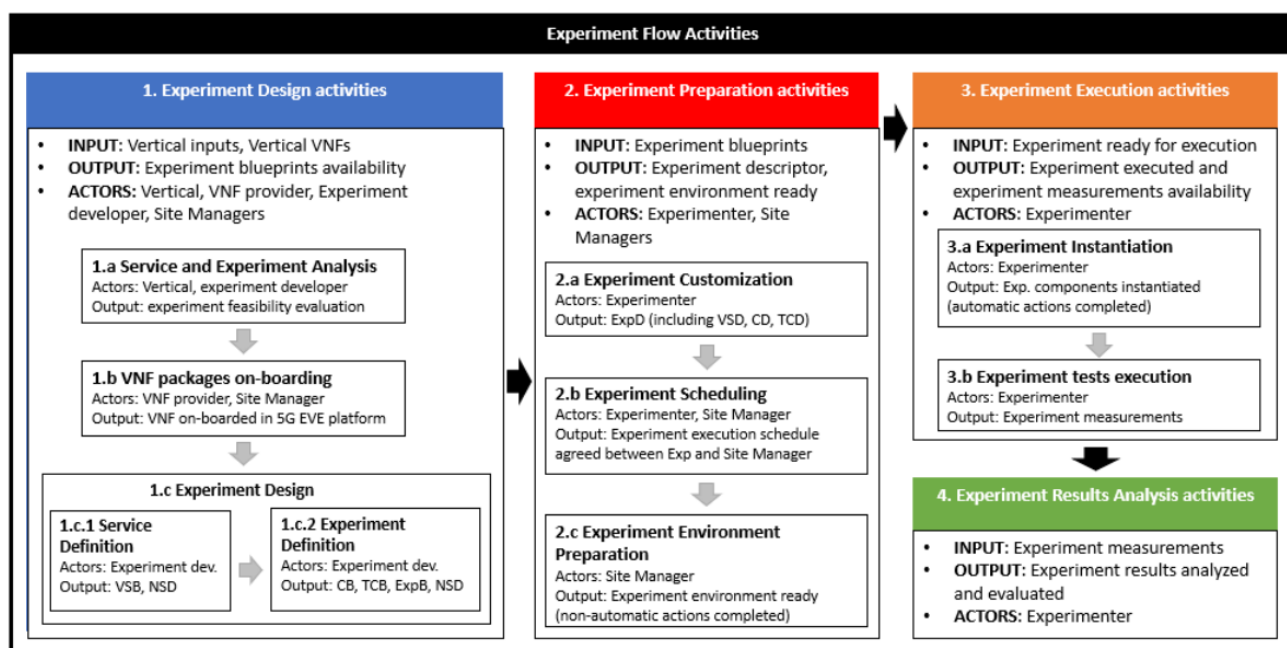 Experiment Flow Activities
1. Experiment Design activities
• INPUT: Vertical inputs, Vertical VNFs
• OUTPUT: Experiment blueprints availability
• ACTORS: Vertical, VNF provider, Experiment
developer, Site Managers
1.a Service and Experiment Analysis
Actors: Vertical, experiment developer
Output: experiment feasibility evaluation
1.b VNF packages on-boarding
Actors: VNF provider, Site Manager
Output: VNF on-boarded in 5G EVE platform
1.c Experiment Design
1.c.1 Service
Definition
Actors: Experiment dev.
Output: VSB, NSD
1.c.2 Experiment
Definition
Actors: Experiment dev.
Output: CB, TCB, ExpB, NSD
2. Experiment Preparation activities
• INPUT: Experiment blueprints
• OUTPUT: Experiment descriptor,
experiment environment ready
• ACTORS: Experimenter, Site
Managers
2.a Experiment Customization
Actors: Experimenter
Output: ExpD (including VSD, CD, TCD)
2.b Experiment Scheduling
Actors: Experimenter, Site Manager
Output: Experiment execution schedule
agreed between Exp and Site Manager
2.c Experiment Environment
Preparation
Actors: Site Manager
Output: Experiment environment ready
(non-automatic actions completed)
3. Experiment Execution activities
• INPUT: Experiment ready for execution
• OUTPUT: Experiment executed and
experiment measurements availability
• ACTORS: Experimenter
3.a Experiment Instantiation
Actors: Experimenter
Output: Exp. components instantiated
(automatic actions completed)
3.b Experiment tests execution
Actors: Experimenter
Output: Experiment measurements
4. Experiment Results Analysis activities
• INPUT: Experiment measurements
• OUTPUT: Experiment results analyzed
and evaluated
• ACTORS: Experimenter